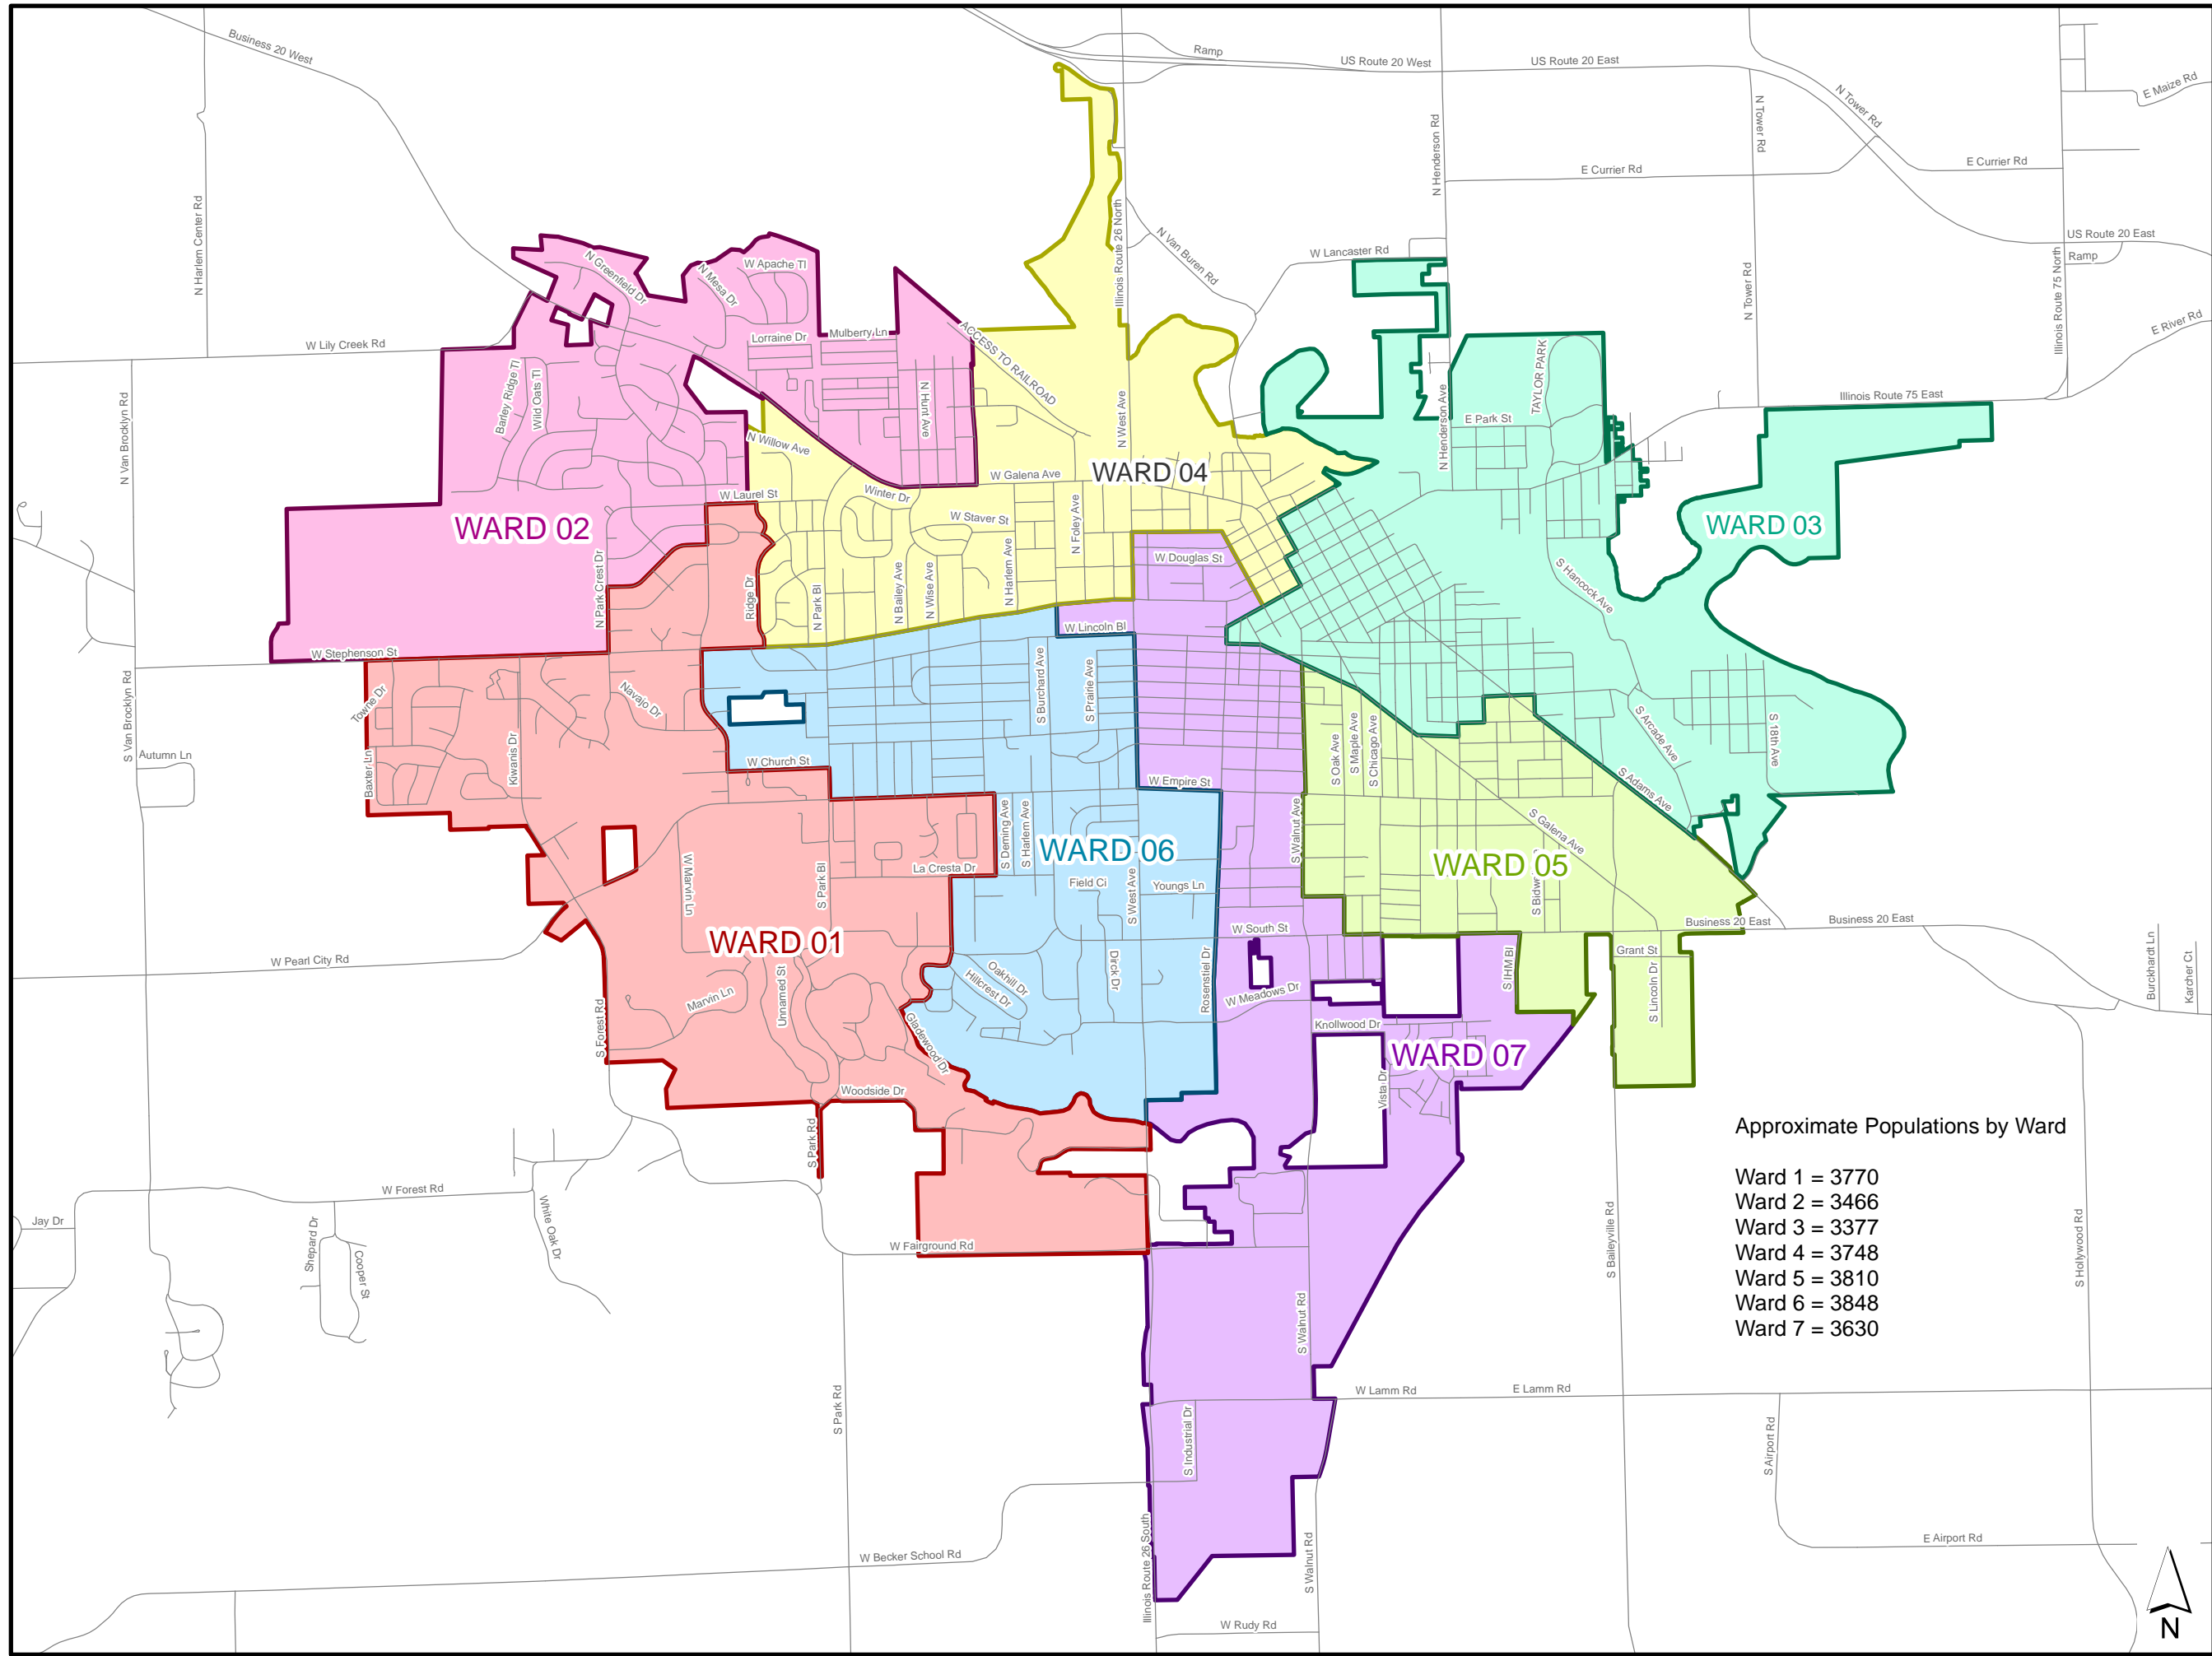 Business 20 West
Ramp
US Route 20 West
US Route 20 East
E Maize Rd
N Tower Rd
N Tower Rd
N Henderson Rd
E Currier Rd
E Currier Rd
N Harlem Center Rd
Illinois Route 26 North
N Van Buren Rd
W Lancaster Rd
US Route 20 East
Ramp
N Greenfield Dr
N Mesa Dr
W Apache Tl
N Tower Rd
Illinois Route 75 North
E River Rd
W Lily Creek Rd
Lorraine Dr
Mulberry Ln
ACCESS TO RAILROAD
TAYLOR PARK
Illinois Route 75 East
Barley Ridge Tl
Wild Oats Tl
N Hunt Ave
N West Ave
N Henderson Ave
E Park St
N Van Brocklyn Rd
N Willow Ave
W Galena Ave
WARD 04
W Laurel St
Winter Dr
W Staver St
N Foley Ave
WARD 02
WARD 03
N Park Crest Dr
Ridge Dr
N Park Bl
N Bailey Ave
N Wise Ave
N Harlem Ave
W Douglas St
S Hancock Ave
W Lincoln Bl
W Stephenson St
S Van Brocklyn Rd
Towne Dr
Navajo Dr
S Burchard Ave
S Prairie Ave
S Oak Ave
S Maple Ave
S Chicago Ave
S Arcade Ave
S 18th Ave
Autumn Ln
Baxter Ln
Kiwanis Dr
W Church St
W Empire St
S Adams Ave
S Deming Ave
S Harlem Ave
WARD 06
S Walnut Ave
S Galena Ave
WARD 05
W Marvin Ln
S Park Bl
La Cresta Dr
Field Ci
S West Ave
Youngs Ln
Business 20 East
Business 20 East
WARD 01
W South St
Grant St
W Pearl City Rd
Unnamed St
Oakhill Dr
Hillcrest Dr
Dirck Dr
Rosenstiel Dr
W Meadows Dr
S IHM Bl
S Lincoln Dr
Burckhardt Ln
Karcher Ct
Marvin Ln
Gladewood Dr
Knollwood Dr
S Forest Rd
WARD 07
Woodside Dr
Vista Dr
S Park Rd
Approximate Populations by Ward
Ward 1 = 3770
Ward 2 = 3466
Ward 3 = 3377
Ward 4 = 3748
Ward 5 = 3810
Ward 6 = 3848
Ward 7 = 3630
W Forest Rd
Jay Dr
Shepard Dr
Cooper St
White Oak Dr
W Fairground Rd
S Walnut Rd
S Baileyville Rd
S Hollywood Rd
S Park Rd
W Lamm Rd
E Lamm Rd
S Industrial Dr
S Airport Rd
W Becker School Rd
Illinois Route 26 South
S Walnut Rd
E Airport Rd
W Rudy Rd
N